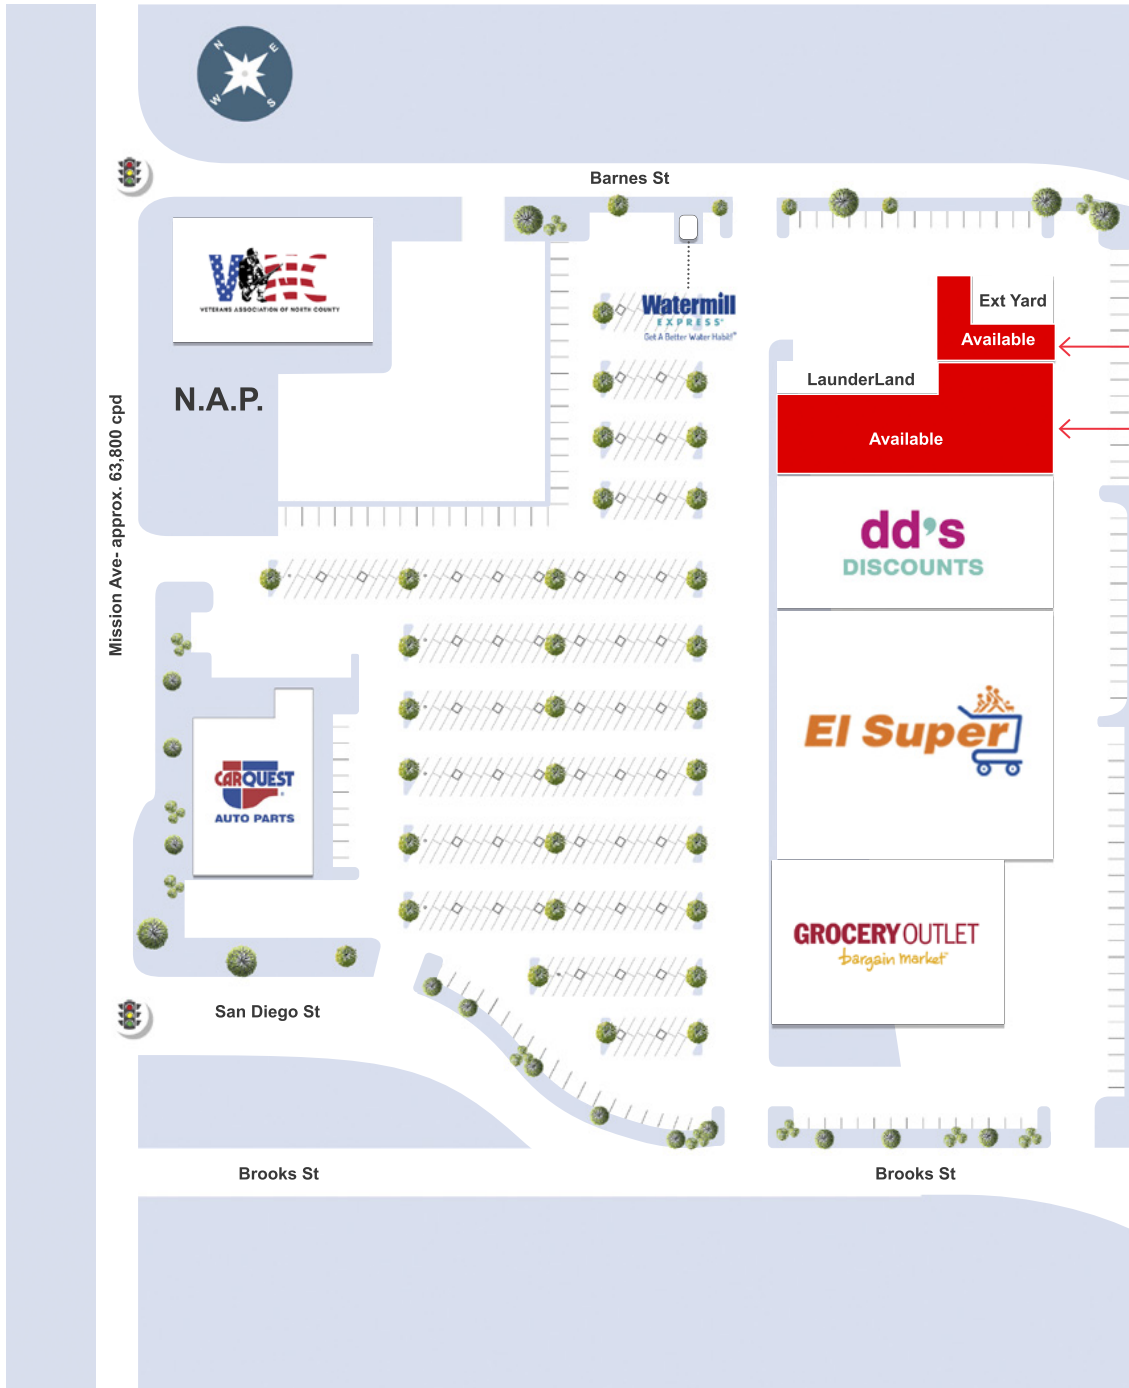 N
E
W
S
Barnes St
VANC
VETERANS ASSOCIATION OF NORTH COUNTY
N.A.P.
Watermill
EXPRESS
Get A Better Water Habit!
Ext Yard
Available
LaunderLand
Available
Mission Ave- approx. 63,800 cpd
dd's
DISCOUNTS
El Super
CARQUEST
AUTO PARTS
GROCERY OUTLET
bargain market
San Diego St
Brooks St
Brooks St